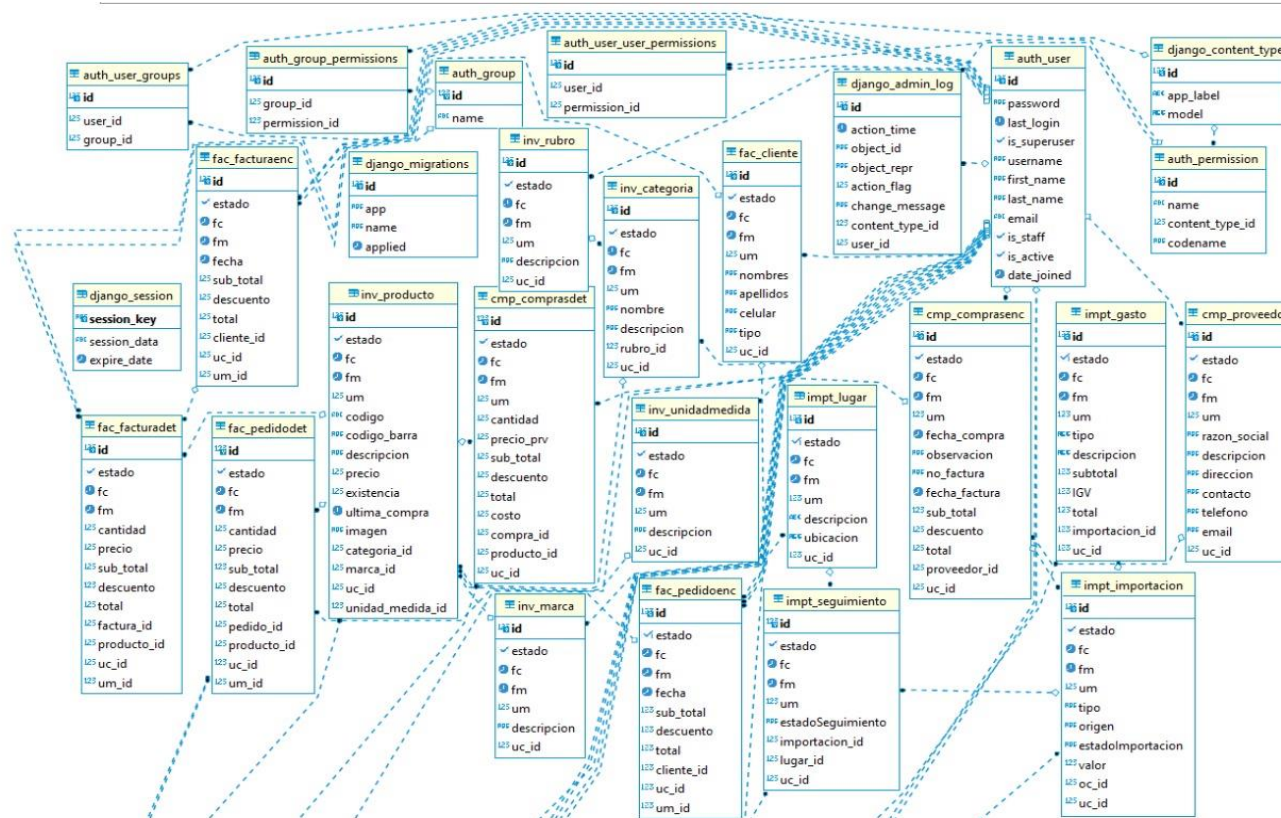 auth_user_groups
id
user_id
group_id
auth_group_permissions
id
group_id
permission_id
auth_group
id
name
auth_user_user_permissions
id
user_id
permission_id
django_admin_log
id
action_time
object_id
object_repr
action_flag
change_message
content_type_id
user_id
auth_user
id
password
last_login
is_superuser
username
first_name
last_name
email
is_staff
is_active
date_joined
django_content_type
id
app_label
model
auth_permission
id
name
content_type_id
codename
fac_facturaenc
id
estado
fc
fm
fecha
sub_total
descuento
total
cliente_id
uc_id
um_id
django_migrations
id
app
name
applied
inv_rubro
id
estado
fc
fm
um
descripcion
uc_id
inv_categoria
id
estado
fc
fm
um
nombre
descripcion
rubro_id
uc_id
fac_cliente
id
estado
fc
fm
um
nombres
apellidos
celular
tipo
uc_id
django_session
session_key
session_data
expire_date
inv_producto
id
estado
fc
fm
um
codigo
codigo_barra
descripcion
precio
existencia
ultima_compra
imagen
categoria_id
marca_id
uc_id
unidad_medida_id
cmp_comprasdet
id
estado
fc
fm
um
cantidad
precio_prv
sub_total
descuento
total
costo
compra_id
producto_id
uc_id
cmp_comprasenc
id
estado
fc
fm
um
fecha_compra
observacion
no_factura
fecha_factura
sub_total
descuento
total
proveedor_id
uc_id
impt_gasto
id
estado
fc
fm
um
tipo
descripcion
subtotal
IGV
total
importacion_id
uc_id
cmp_proveedo
id
estado
fc
fm
um
razon_social
descripcion
direccion
contacto
telefono
email
uc_id
fac_facturadet
id
estado
fc
fm
cantidad
precio
sub_total
descuento
total
factura_id
producto_id
uc_id
um_id
fac_pedidodet
id
estado
fc
fm
cantidad
precio
sub_total
descuento
total
pedido_id
producto_id
uc_id
um_id
inv_unidadmedida
id
estado
fc
fm
um
descripcion
uc_id
impt_lugar
id
estado
fc
fm
um
descripcion
ubicacion
uc_id
inv_marca
id
estado
fc
fm
um
descripcion
uc_id
fac_pedidoenc
id
estado
fc
fm
fecha
sub_total
descuento
total
cliente_id
uc_id
um_id
impt_seguimiento
id
estado
fc
fm
um
estadoSeguimiento
importacion_id
lugar_id
uc_id
impt_importacion
id
estado
fc
fm
um
tipo
origen
estadoImportacion
valor
oc_id
uc_id